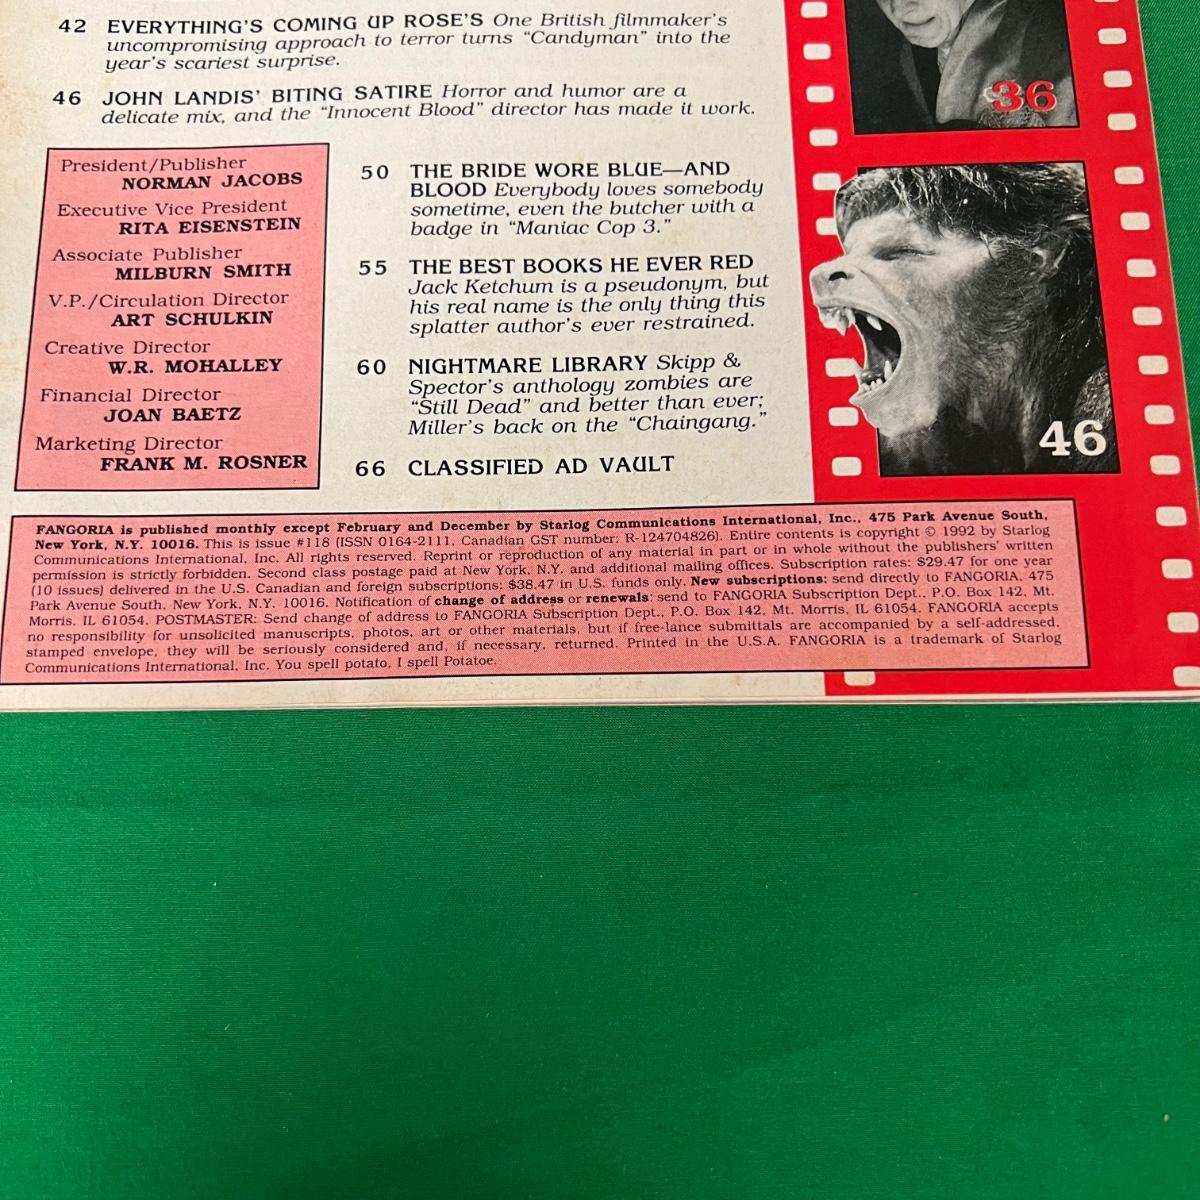 42 EVERYTHING'S COMING UP ROSE'S One British filmmaker's
uncompromising approach to terror turns "Candyman" into the
year's scariest surprise.
46 JOHN LANDIS' BITING SATIRE Horror and humor are a
delicate mix, and the "Innocent Blood" director has made it work.
President/Publisher
NORMAN JACOBS
Executive Vice President
RITA EISENSTEIN
Associate Publisher
MILBURN SMITH
V.P./Circulation Director
ART SCHULKIN
Creative Director
W.R. MOHALLEY
Financial Director
JOAN BAETZ
Marketing Director
FRANK M. ROSNER
50 THE BRIDE WORE BLUE—AND
BLOOD Everybody loves somebody
sometime, even the butcher with a
badge in "Maniac Cop 3."
55 THE BEST BOOKS HE EVER RED
Jack Ketchum is a pseudonym, but
his real name is the only thing this
splatter author's ever restrained.
60 NIGHTMARE LIBRARY Skipp &
Spector's anthology zombies are
"Still Dead" and better than ever;
Miller's back on the "Chaingang."
66 CLASSIFIED AD VAULT
36
46
FANGORIA is published monthly except February and December by Starlog Communications International, Inc., 475 Park Avenue South,
New York, N.Y. 10016. This is issue #118 (ISSN 0164-2111, Canadian GST number: R-124704826). Entire contents is copyright © 1992 by Starlog
Communications International, Inc. All rights reserved. Reprint or reproduction of any material in part or in whole without the publishers' written
permission is strictly forbidden. Second class postage paid at New York, N.Y. and additional mailing offices. Subscription rates: $29.47 for one year
(10 issues) delivered in the U.S. Canadian and foreign subscriptions: $38.47 in U.S. funds only. New subscriptions: send directly to FANGORIA, 475
Park Avenue South, New York, N.Y. 10016. Notification of change of address or renewals: send to FANGORIA Subscription Dept., P.O. Box 142, Mt.
Morris, IL 61054. POSTMASTER: Send change of address to FANGORIA Subscription Dept., P.O. Box 142, Mt. Morris, IL 61054. FANGORIA accepts
no responsibility for unsolicited manuscripts, photos, art or other materials, but if free-lance submittals are accompanied by a self-addressed,
stamped envelope, they will be seriously considered and, if necessary, returned. Printed in the U.S.A. FANGORIA is a trademark of Starlog
Communications International, Inc. You spell potato, I spell Potatoe.